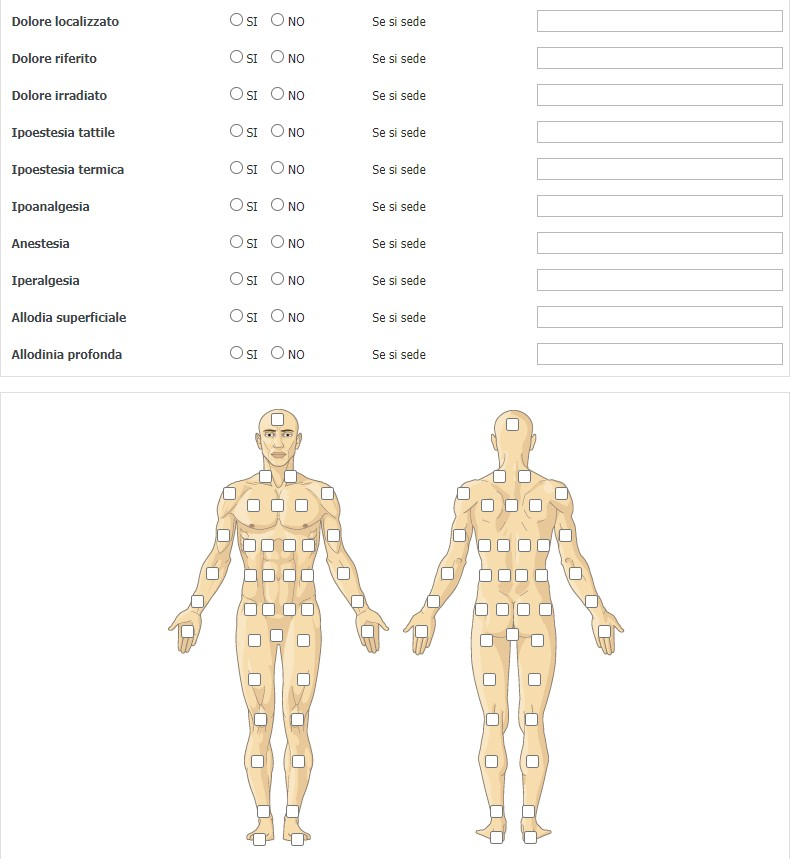 Dolore localizzato SI NO Se si sede
Dolore riferito SI NO Se si sede
Dolore irradiato SI NO Se si sede
Ipoestesia tattile SI NO Se si sede
Ipoestesia termica SI NO Se si sede
Ipoanalgesia SI NO Se si sede
Anestesia SI NO Se si sede
Iperalgesia SI NO Se si sede
Allodia superficiale SI NO Se si sede
Allodinia profonda SI NO Se si sede